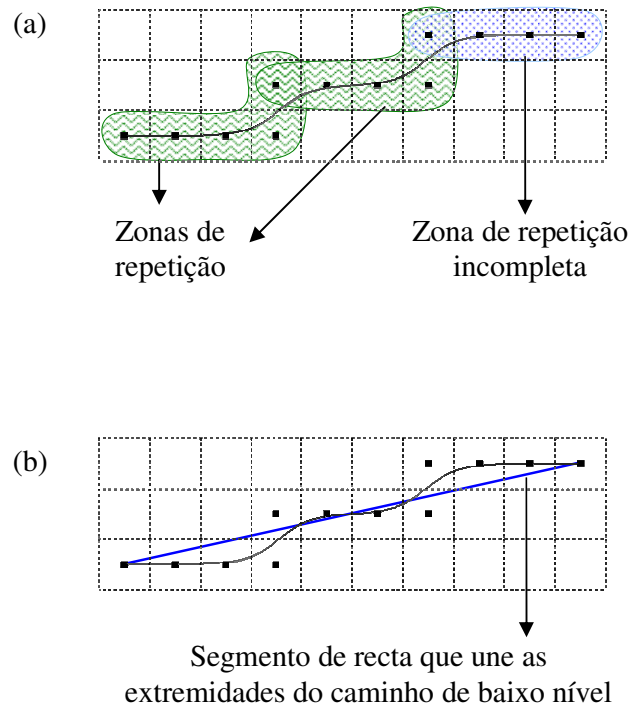 (a)
Zonas de
repetição
Zona de repetição
incompleta
(b)
Segmento de recta que une as
extremidades do caminho de baixo nível